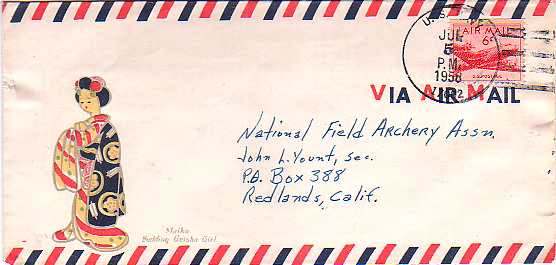 U.S.
JUL
5
P.M.
1958
AIR MAIL
6¢
VIA AIR MAIL
National Field Archery Assn.
John L. Yount, Sec.
P.O. Box 388
Redlands, Calif.
Maiko
Budding Geisha Girl